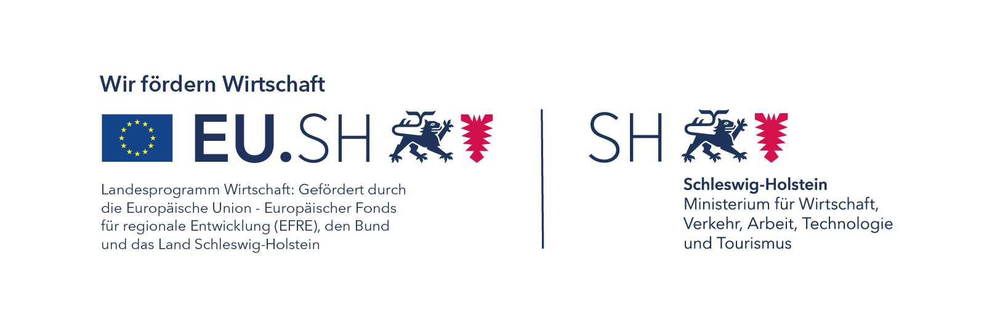 Wir fördern Wirtschaft
EU.SH
Landesprogramm Wirtschaft: Gefördert durch
die Europäische Union - Europäischer Fonds
für regionale Entwicklung (EFRE), den Bund
und das Land Schleswig-Holstein
SH
Schleswig-Holstein
Ministerium für Wirtschaft,
Verkehr, Arbeit, Technologie
und Tourismus